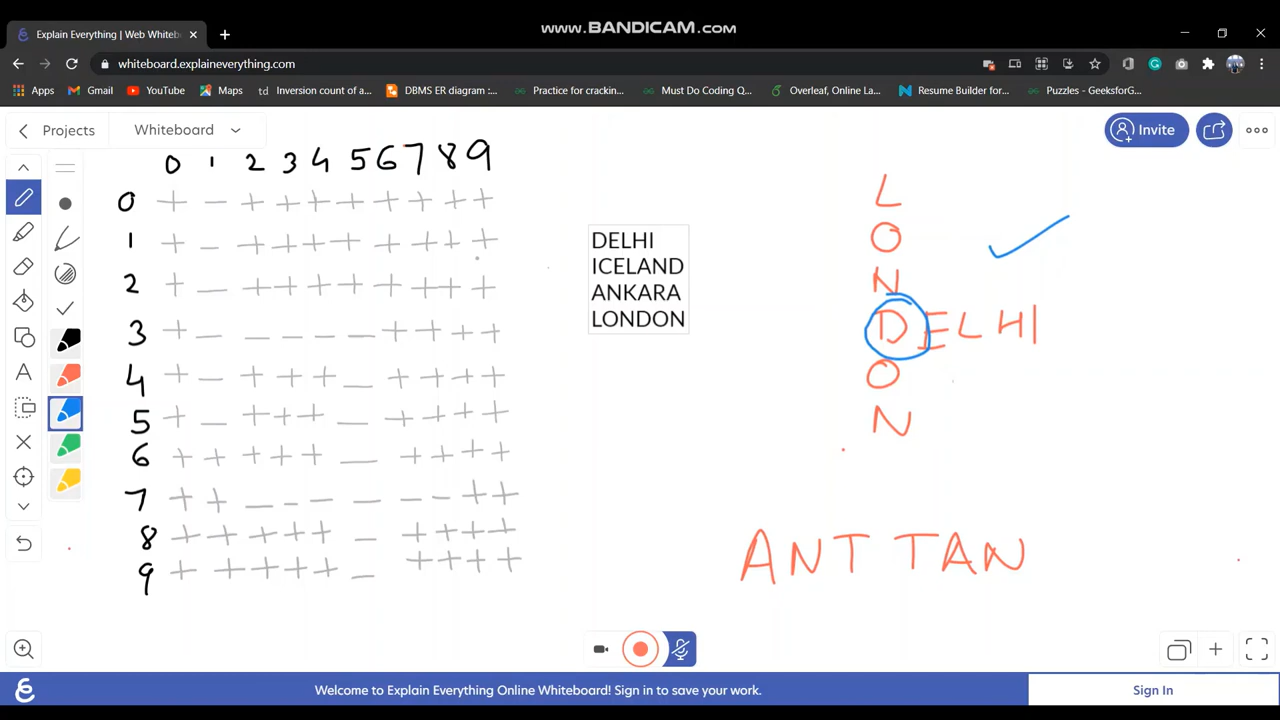 www.BANDICAM.com
Explain Everything | Web Whiteb
whiteboard.explaineverything.com
Apps Gmail YouTube Maps td Inversion count of a... DBMS ER diagram :... Practice for crackin... Must Do Coding Q... Overleaf, Online La... Resume Builder for... Puzzles - GeeksforG...
Projects Whiteboard Invite
0 1 2 3 4 5 6 7 8 9
0 + - + + + + + + + +
1 + - + + + + + + + +
2 + - + + + + + + + +
3 + - - - - - + + + +
4 + - + + + - + + + +
5 + - + + + - + + + +
6 + + + + + - + + + +
7 + + - - - - - - + +
8 + + + + + - + + + +
9 + + + + + - + + + +
DELHI
ICELAND
ANKARA
LONDON
L
O
N
DELHI
O
N
ANT TAN
Welcome to Explain Everything Online Whiteboard! Sign in to save your work. Sign In